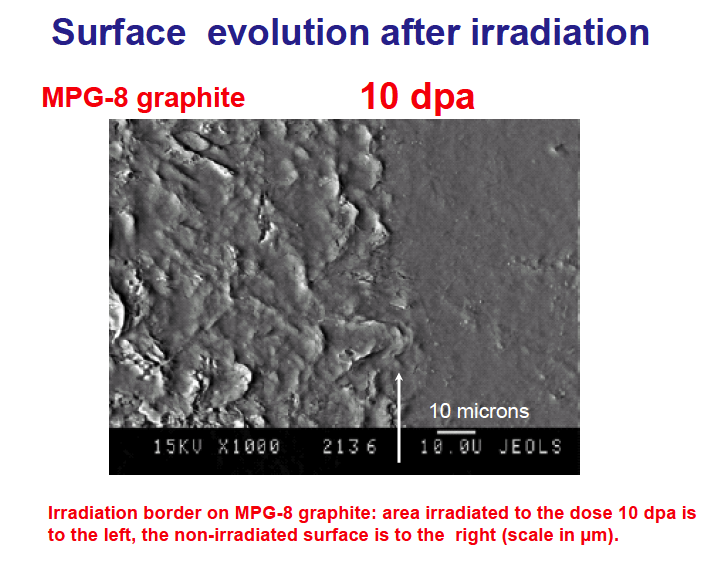 Surface evolution after irradiation
MPG-8 graphite
10 dpa
10 microns
15KV X1000 2136 10.0U JEOLS
Irradiation border on MPG-8 graphite: area irradiated to the dose 10 dpa is
to the left, the non-irradiated surface is to the right (scale in μm).